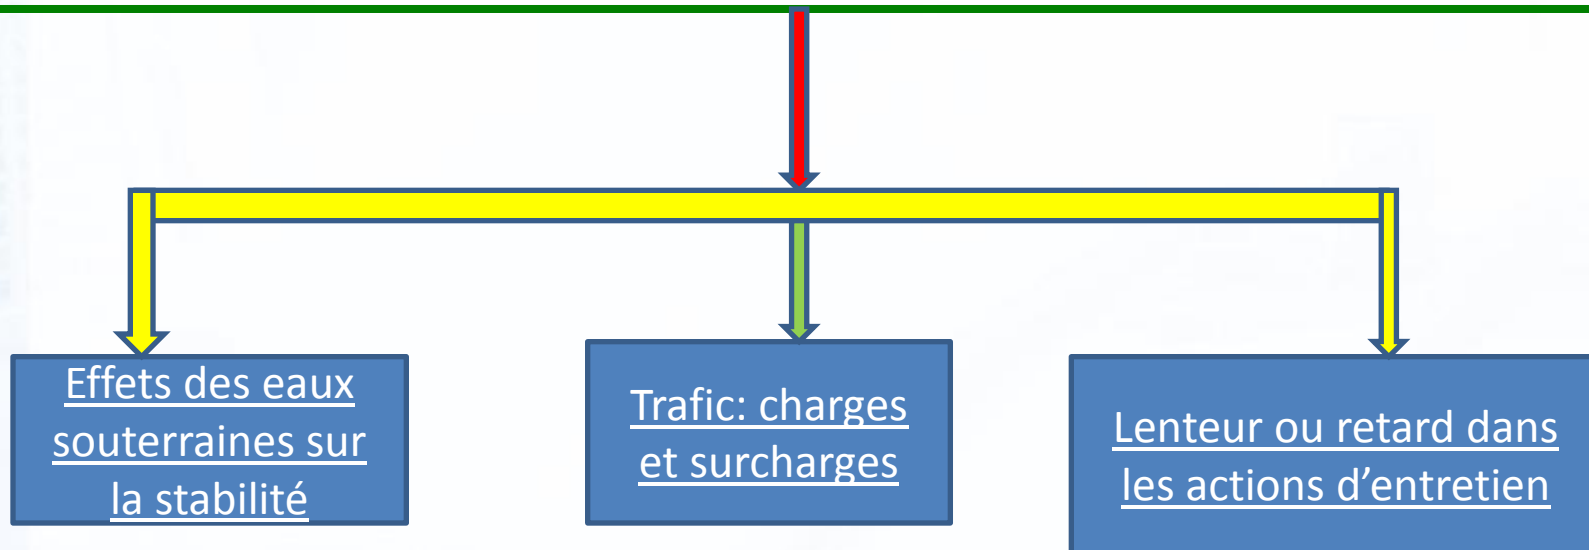 Effets des eaux
souterraines sur
la stabilité
Trafic: charges
et surcharges
Lenteur ou retard dans
les actions d’entretien